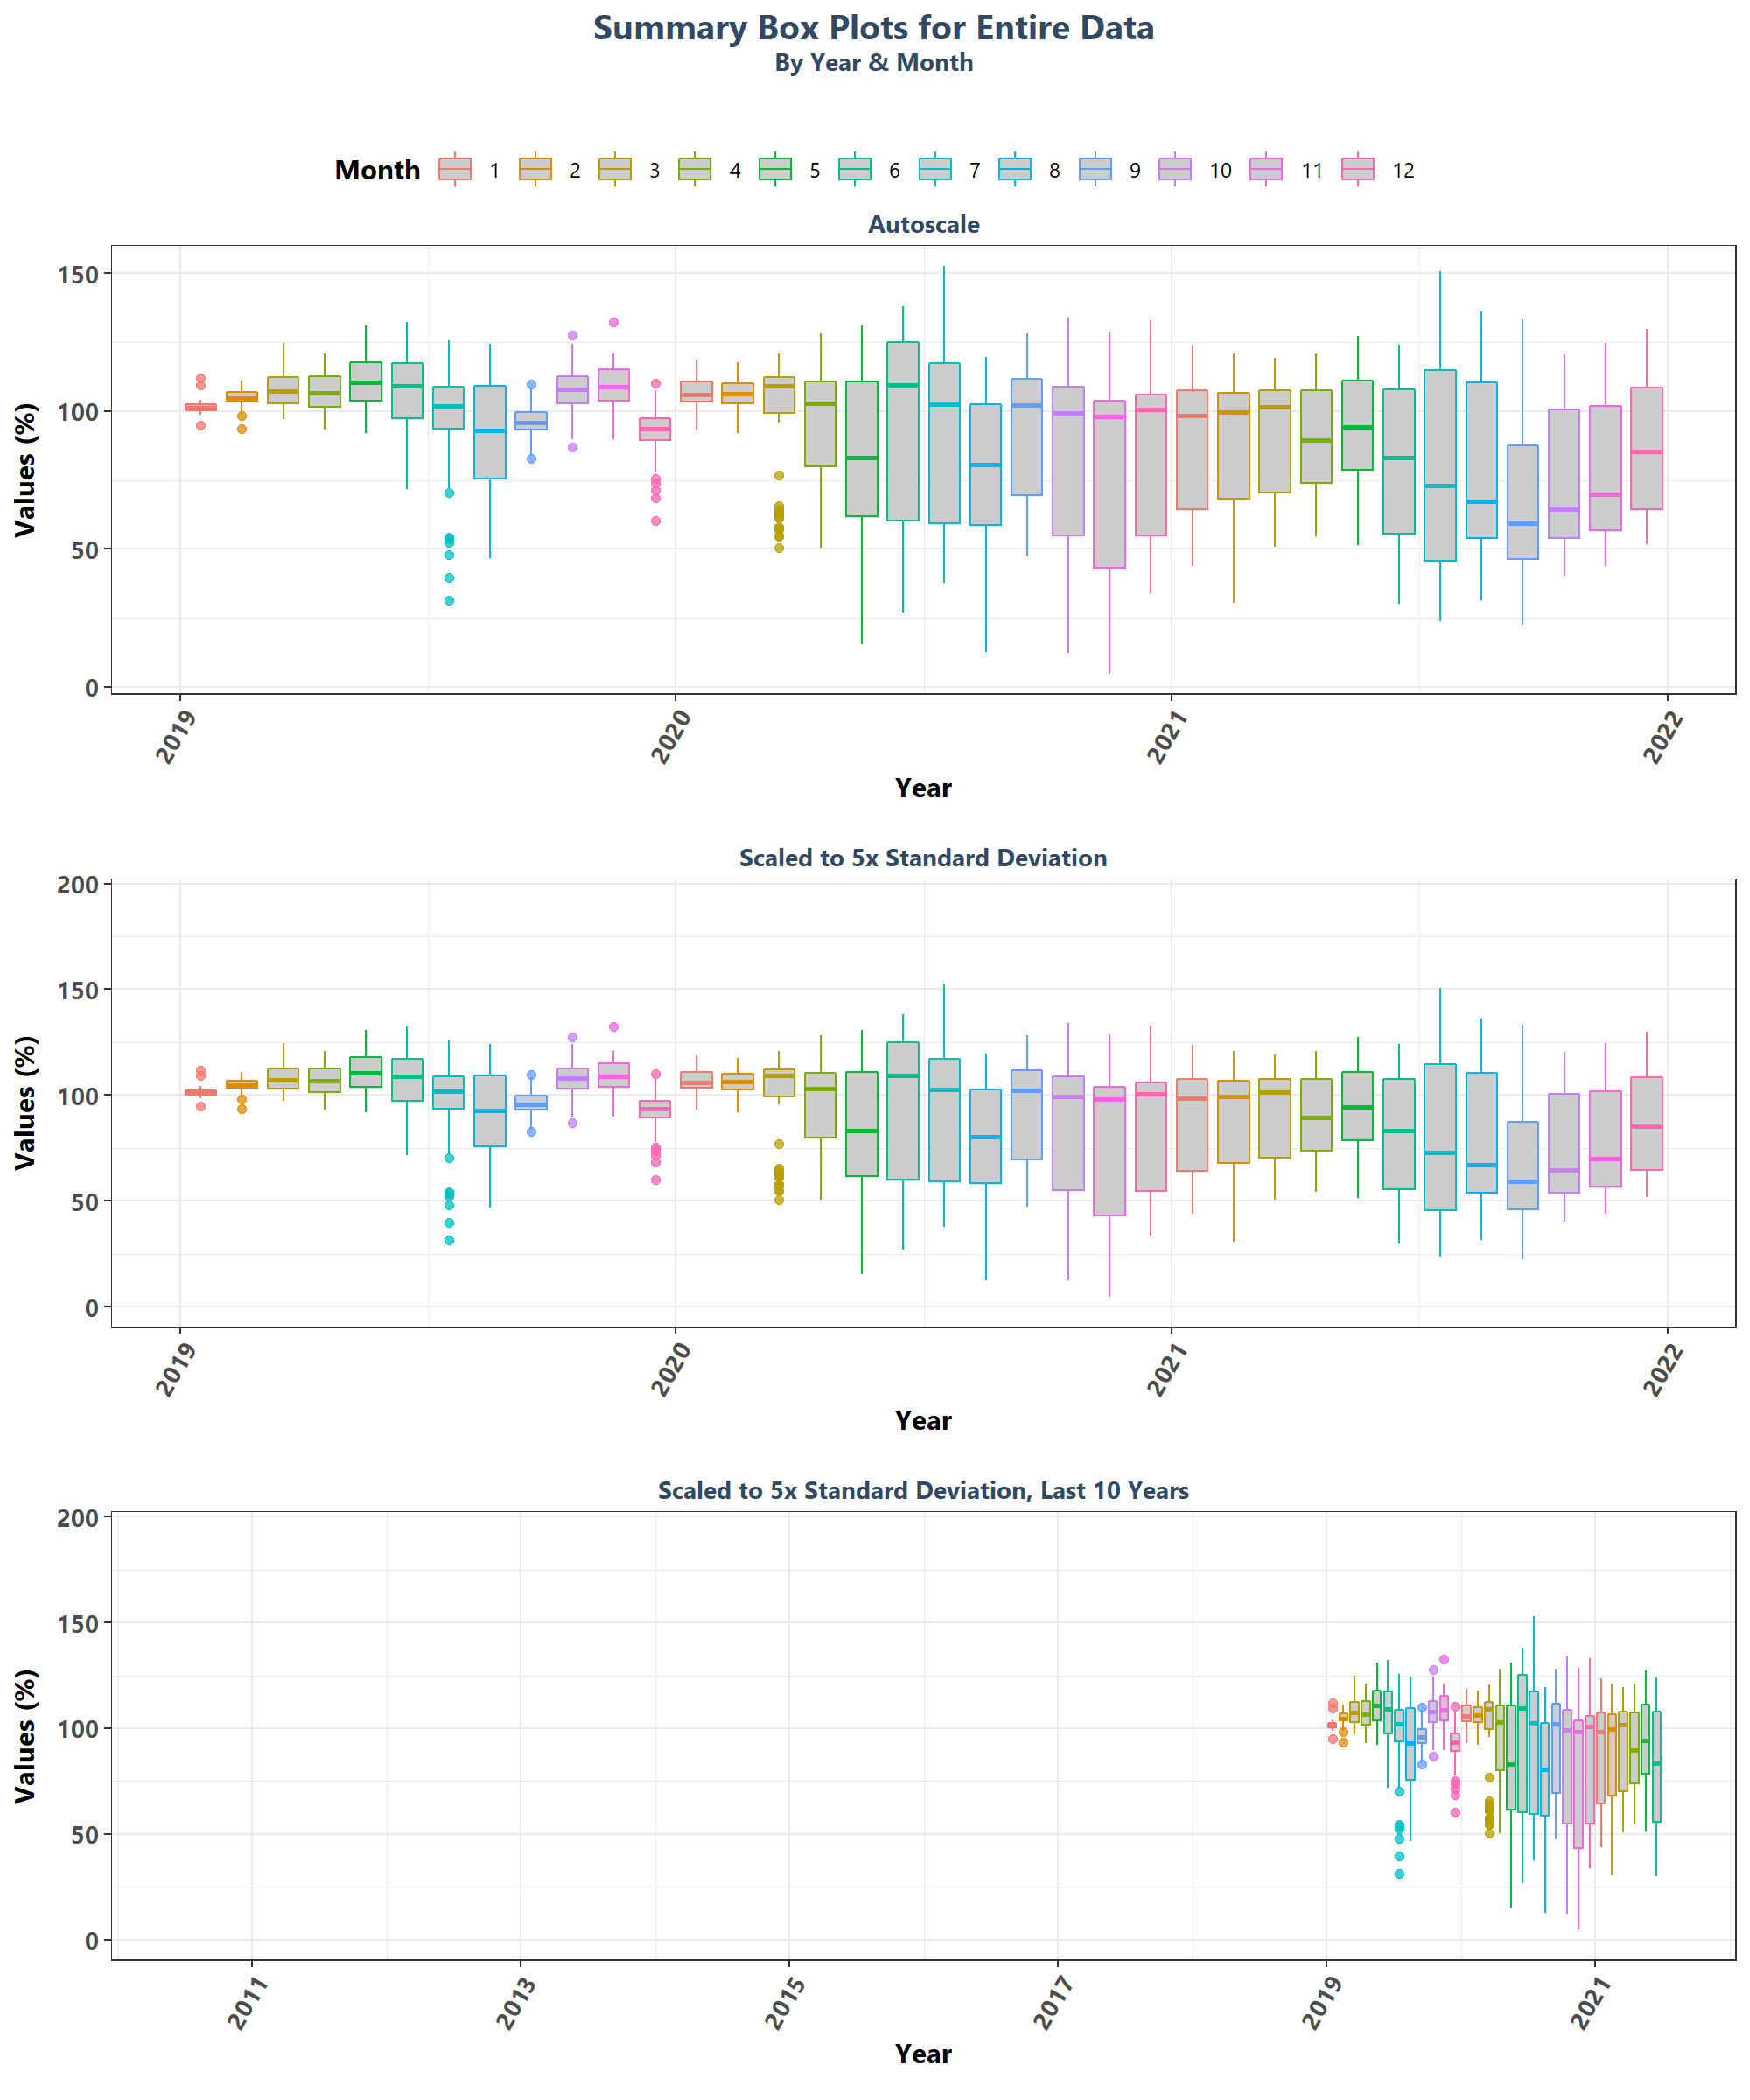 Summary Box Plots for Entire Data
By Year & Month
Month 1 2 3 4 5 6 7 8 9 10 11 12
Autoscale
Values (%)
150
100
50
0
2019 2020 2021 2022
Year
Scaled to 5x Standard Deviation
Values (%)
200
150
100
50
0
2019 2020 2021 2022
Year
Scaled to 5x Standard Deviation, Last 10 Years
Values (%)
200
150
100
50
0
2011 2013 2015 2017 2019 2021
Year